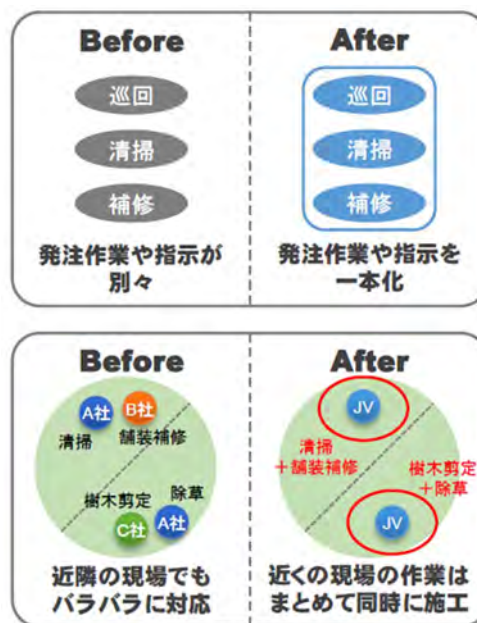 Before
After
巡回
巡回
清掃
清掃
補修
補修
発注作業や指示が
別々
発注作業や指示を
一本化
Before
After
A社
B社
清掃
舗装補修
樹木剪定
除草
C社
A社
JV
清掃
+舗装補修
樹木剪定
+除草
JV
近隣の現場でも
バラバラに対応
近くの現場の作業は
まとめて同時に施工